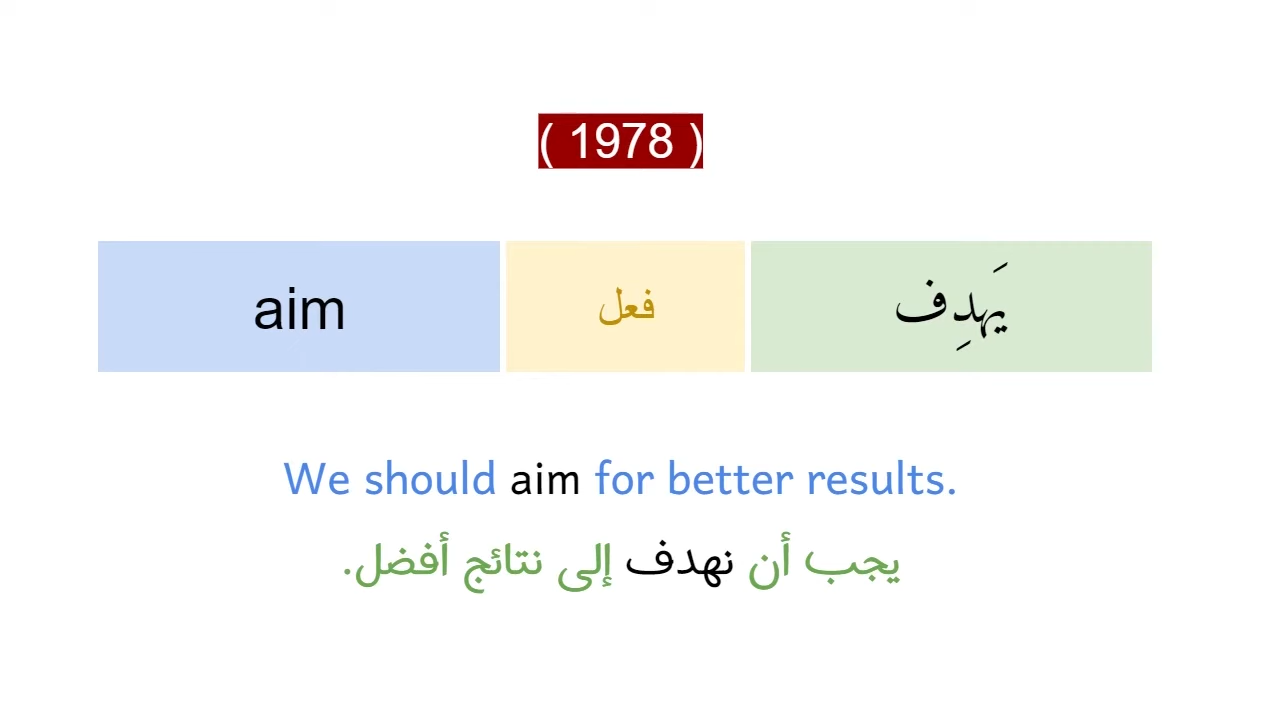 ( 1978 )
aim فعل يَهدِف
We should aim for better results.
يجب أن نهدف إلى نتائج أفضل.